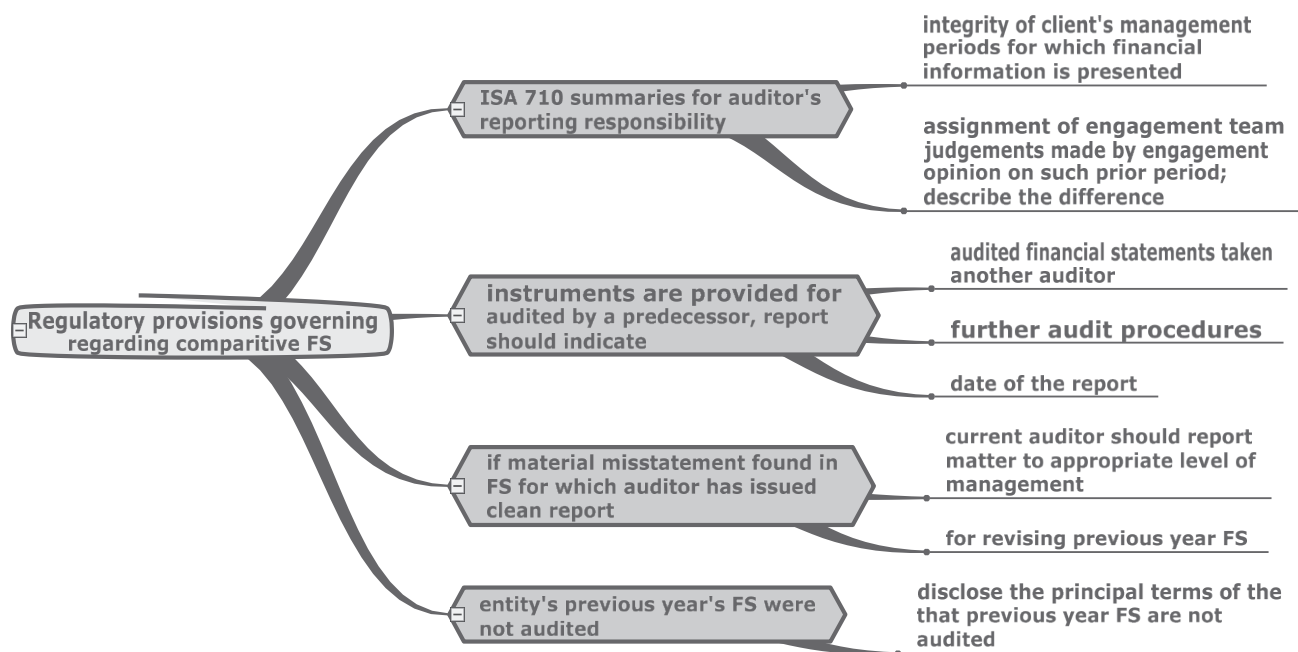 Regulatory provisions governing
regarding comparitive FS
ISA 710 summaries for auditor's
reporting responsibility
integrity of client's management
periods for which financial
information is presented
assignment of engagement team
judgements made by engagement
opinion on such prior period;
describe the difference
instruments are provided for
audited by a predecessor, report
should indicate
audited financial statements taken
another auditor
further audit procedures
date of the report
if material misstatement found in
FS for which auditor has issued
clean report
current auditor should report
matter to appropriate level of
management
for revising previous year FS
entity's previous year's FS were
not audited
disclose the principal terms of the
that previous year FS are not
audited